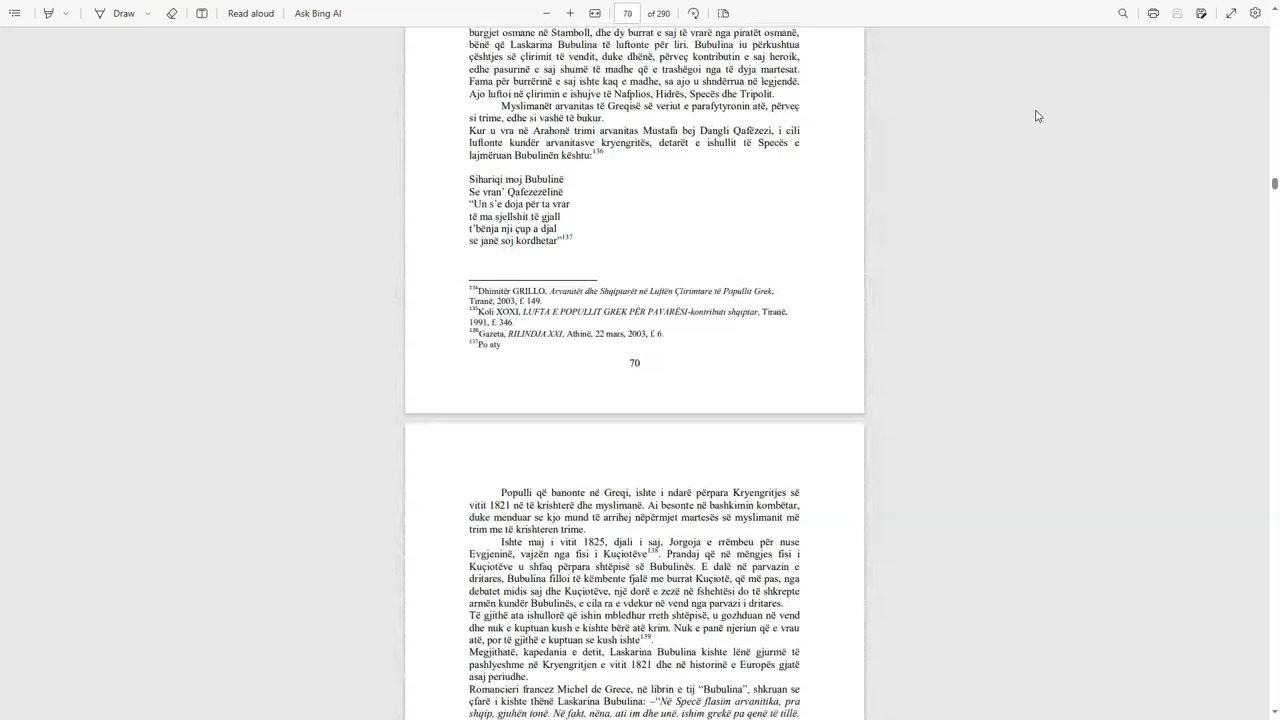 Draw
Read aloud
Ask Bing AI
70
of 290
burgjet osmane në Stamboll, dhe dy burrat e saj të vrarë nga piratët osmanë,
bënë që Laskarina Bubulina të luftonte për liri. Bubulina iu përkushtua
çështjes së çlirimit të vendit, duke dhënë, përveç kontributin e saj heroik,
edhe pasurinë e saj shumë të madhe që e trashëgoi nga të dyja martesat.
Fama për burrërinë e saj ishte kaq e madhe, sa ajo u shndërrua në legjendë.
Ajo luftoi në çlirimin e ishujve të Nafplios, Hidrës, Specës dhe Tripolit.
Myslimanët arvanitas të Greqisë së veriut e parafytyronin atë, përveç
si trime, edhe si vashë të bukur.
Kur u vra në Arahonë trimi arvanitas Mustafa bej Dangli Qafëzezi, i cili
luftonte kundër arvanitasve kryengritës, detarët e ishullit të Specës e
lajmëruan Bubulinën kështu:136
Sihariqi moj Bubulinë
Se vran’ Qafezezëlinë
“Un s’e doja për ta vrar
të ma sjellshit të gjall
t’bënja nji çup a djal
se janë soj kordhetar”137
134Dhimitër GRILLO, Arvanitët dhe Shqiptarët në Luftën Çlirimtare të Popullit Grek,
Tiranë, 2003, f. 149.
135Koli XOXI, LUFTA E POPULLIT GREK PËR PAVARËSI-kontributi shqiptar, Tiranë,
1991, f. 346.
136Gazeta, RILINDJA XXI, Athinë, 22 mars, 2003, f. 6.
137Po aty
70
Populli që banonte në Greqi, ishte i ndarë përpara Kryengritjes së
vitit 1821 në të krishterë dhe myslimanë. Ai besonte në bashkimin kombëtar,
duke menduar se kjo mund të arrihej nëpërmjet martesës së myslimanit më
trim me të krishteren trime.
Ishte maj i vitit 1825, djali i saj, Jorgoja e rrëmbeu për nuse
Evgjeninë, vajzën nga fisi i Kuçiotëve138. Prandaj që në mëngjes fisi i
Kuçiotëve u shfaq përpara shtëpisë së Bubulinës. E dalë në parvazin e
dritares, Bubulina filloi të këmbente fjalë me burrat Kuçiotë, që më pas, nga
debatet midis saj dhe Kuçiotëve, një dorë e zezë në fshehtësi do të shkrepte
armën kundër Bubulinës, e cila ra e vdekur në vend nga parvazi i dritares.
Të gjithë ata ishullorë që ishin mbledhur rreth shtëpisë, u gozhduan në vend
dhe nuk e kuptuan kush e kishte bërë atë krim. Nuk e panë njeriun që e vrau
atë, por të gjithë e kuptuan se kush ishte139.
Megjithatë, kapedania e detit, Laskarina Bubulina kishte lënë gjurmë të
pashlyeshme në Kryengritjen e vitit 1821 dhe në historinë e Europës gjatë
asaj periudhe.
Romancieri francez Michel de Grece, në librin e tij “Bubulina”, shkruan se
çfarë i kishte thënë Laskarina Bubulina: –“Në Specë flasim arvanitika, pra
shqip, gjuhën tonë. Në fakt, nëna, ati im dhe unë, ishim grekë pa qenë të tillë.